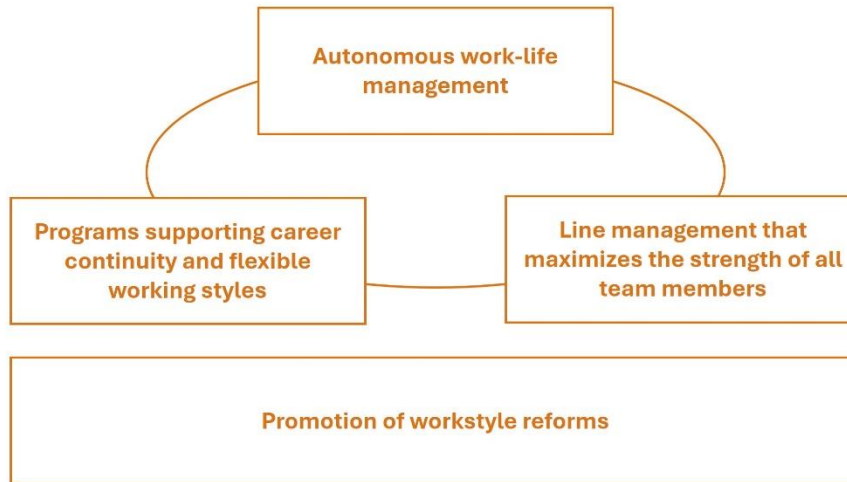 Autonomous work-life
management
Programs supporting career
continuity and flexible
working styles
Line management that
maximizes the strength of all
team members
Promotion of workstyle reforms